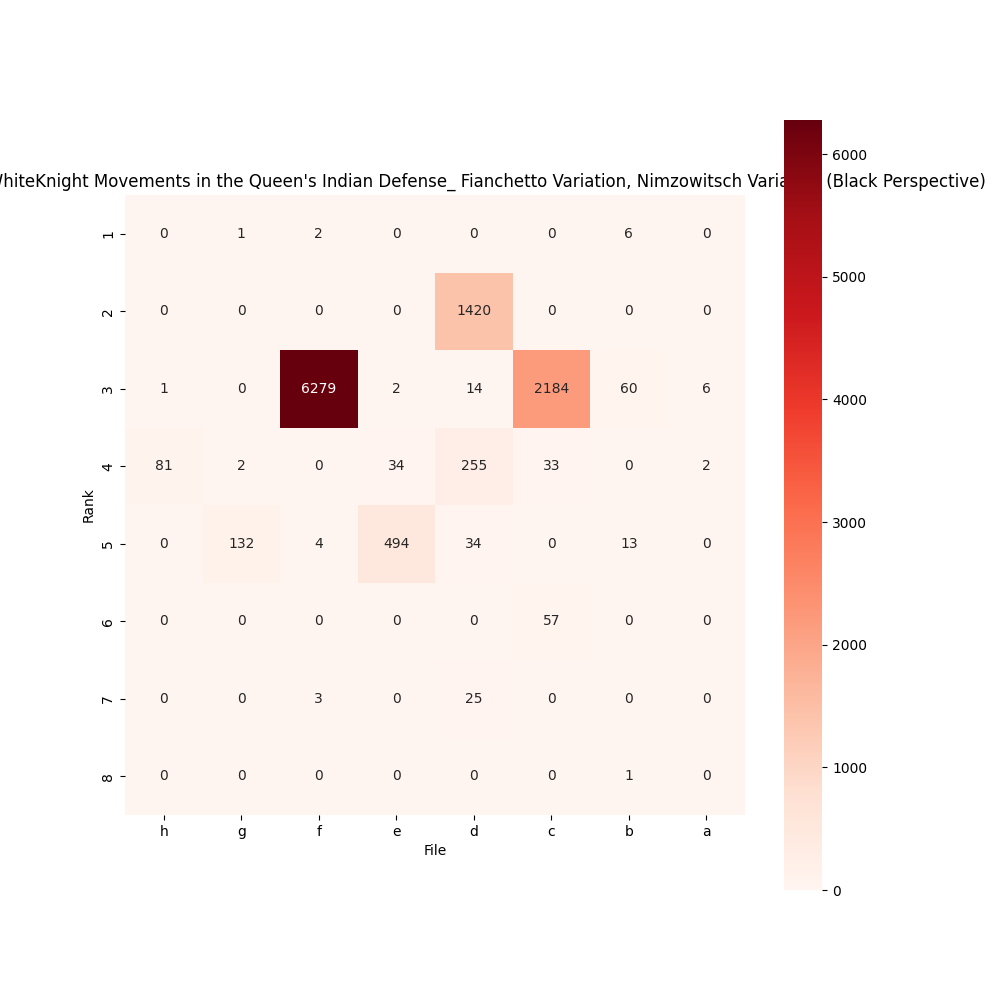 WhiteKnight Movements in the Queen's Indian Defense_ Fianchetto Variation, Nimzowitsch Varia (Black Perspective)
1 0 1 2 0 0 0 6 0
2 0 0 0 0 1420 0 0 0
3 1 0 6279 2 14 2184 60 6
4 81 2 0 34 255 33 0 2
Rank
5 0 132 4 494 34 0 13 0
6 0 0 0 0 0 57 0 0
7 0 0 3 0 25 0 0 0
8 0 0 0 0 0 0 1 0
h g f e d c b a
File
6000
5000
4000
3000
2000
1000
0